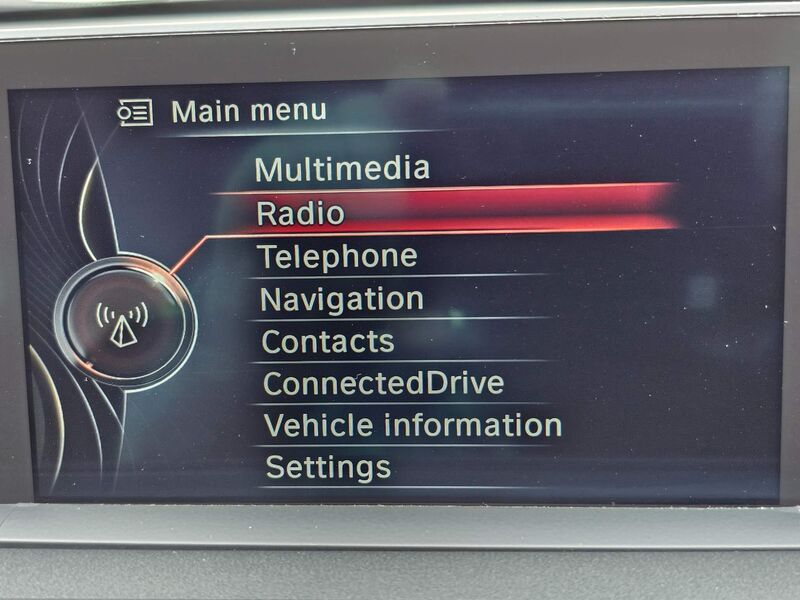 Main menu
Multimedia
Radio
Telephone
Navigation
Contacts
ConnectedDrive
Vehicle information
Settings